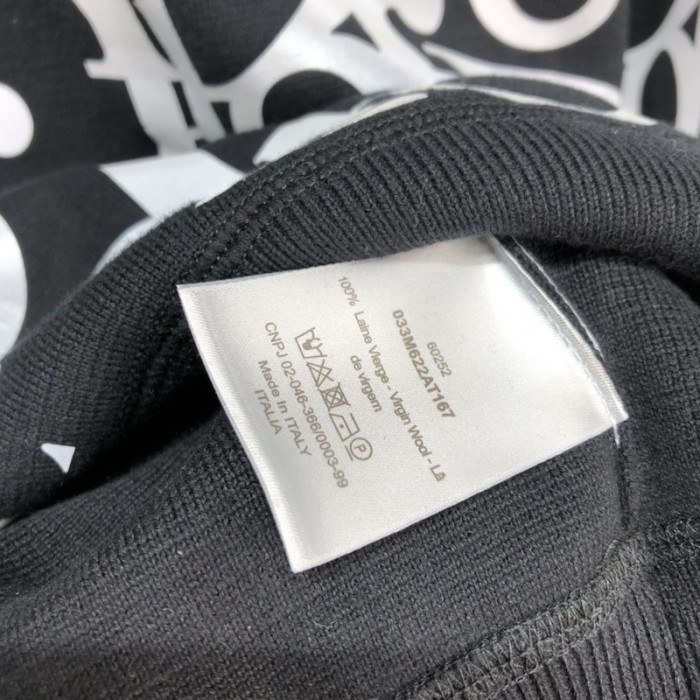 60252
033M622AT167
100% Laine Vierge - Virgin Wool - Lã
de virgem
CNPJ 02-046-366/0003-99
Made In ITALY
ITALIA